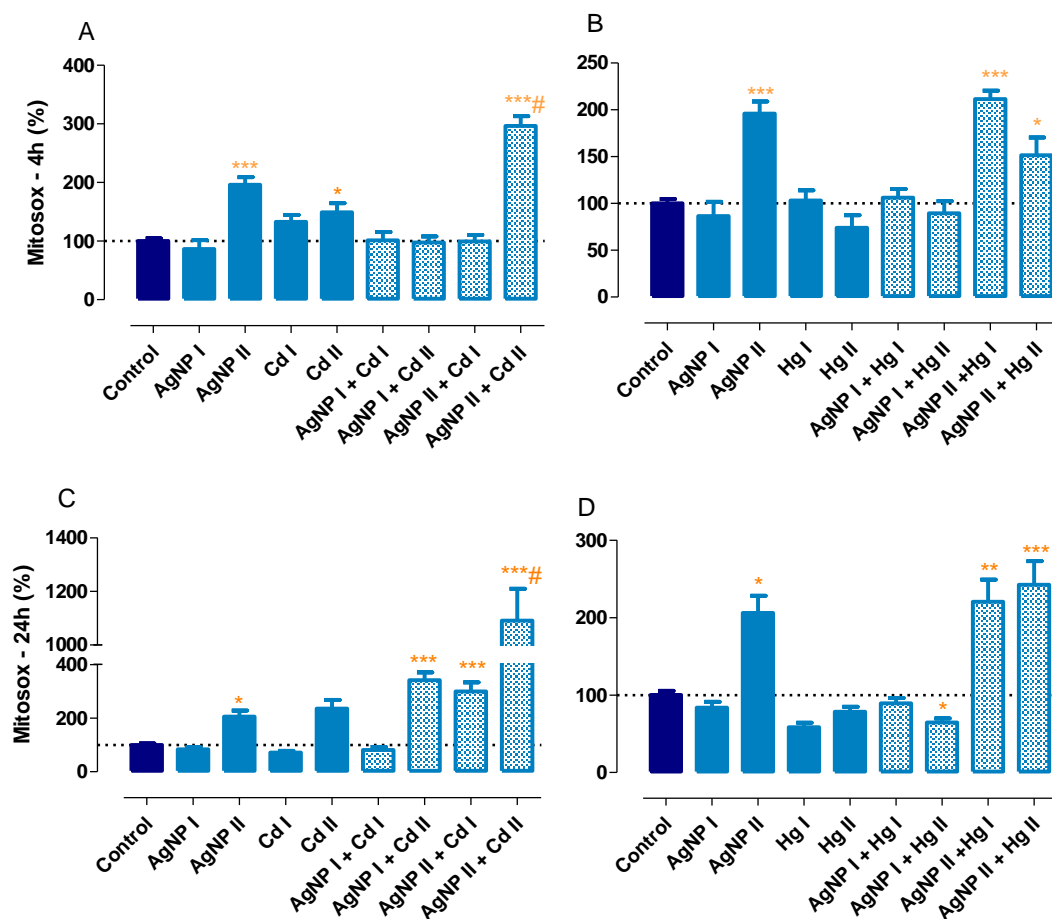 A
Mitosox - 4h (%)
400
300
200
100
0
***
*
***#
Control
AgNP I
AgNP II
Cd I
Cd II
AgNP I + Cd I
AgNP I + Cd II
AgNP II + Cd I
AgNP II + Cd II
B
250
200
150
100
50
0
***
***
*
Control
AgNP I
AgNP II
Hg I
Hg II
AgNP I + Hg I
AgNP I + Hg II
AgNP II +Hg I
AgNP II + Hg II
C
Mitosox - 24h (%)
1400
1200
1000
400
200
0
*
***
***
***#
Control
AgNP I
AgNP II
Cd I
Cd II
AgNP I + Cd I
AgNP I + Cd II
AgNP II + Cd I
AgNP II + Cd II
D
300
200
100
0
*
*
**
***
Control
AgNP I
AgNP II
Hg I
Hg II
AgNP I + Hg I
AgNP I + Hg II
AgNP II +Hg I
AgNP II + Hg II